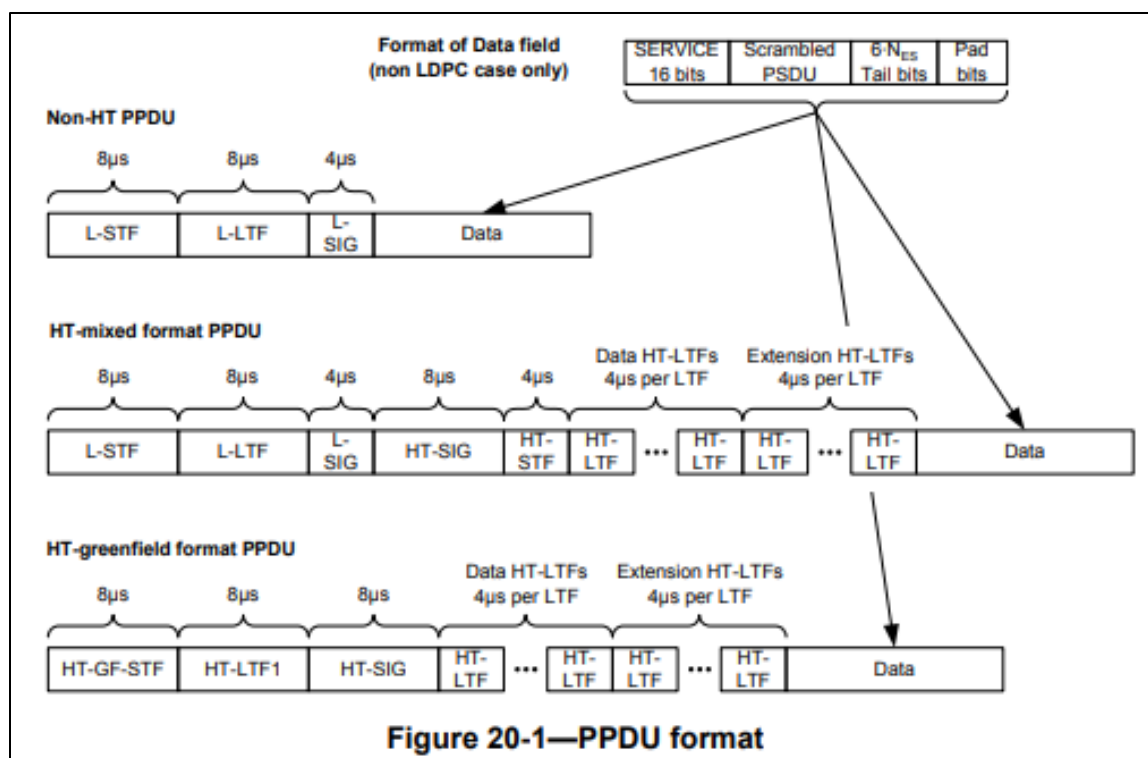 Format of Data field
(non LDPC case only)
SERVICE 16 bits
Scrambled PSDU
6·NES Tail bits
Pad bits
Non-HT PPDU
8µs 8µs 4µs
L-STF L-LTF L-SIG Data
HT-mixed format PPDU
Data HT-LTFs
4µs per LTF
Extension HT-LTFs
4µs per LTF
8µs 8µs 4µs 8µs 4µs
L-STF L-LTF L-SIG HT-SIG HT-STF HT-LTF ••• HT-LTF HT-LTF ••• HT-LTF Data
HT-greenfield format PPDU
Data HT-LTFs
4µs per LTF
Extension HT-LTFs
4µs per LTF
8µs 8µs 8µs
HT-GF-STF HT-LTF1 HT-SIG HT-LTF ••• HT-LTF HT-LTF ••• HT-LTF Data
Figure 20-1—PPDU format